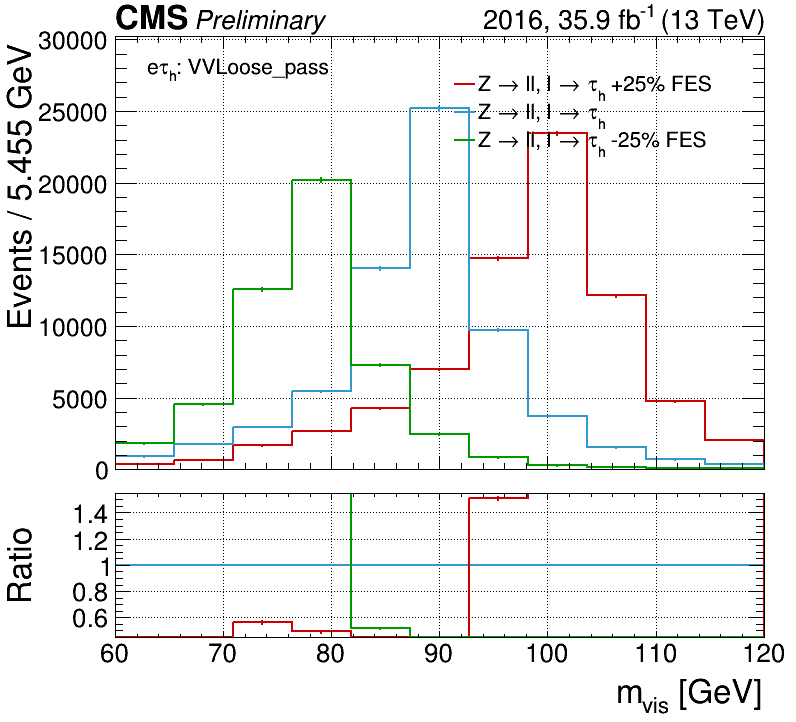 CMS Preliminary 2016, 35.9 fb⁻¹ (13 TeV)
30000
eτh: VVLoose_pass
Z → ll, l → τh +25% FES
25000
Z → ll, l → τh
Z → ll, l → τh -25% FES
20000
15000
10000
5000
0
Events / 5.455 GeV
1.4
1.2
1
0.8
0.6
Ratio
60 70 80 90 100 110 120
mvis [GeV]